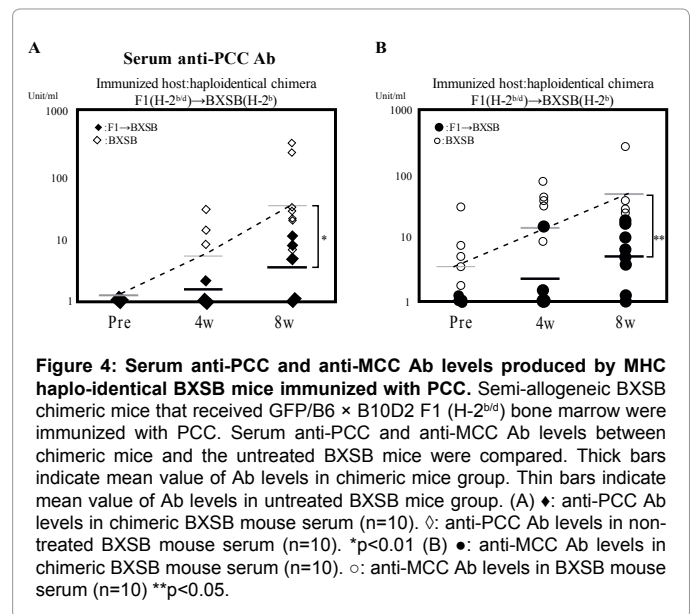 A
Serum anti-PCC Ab
Immunized host:haploidentical chimera
F1(H-2b/d)→BXSB(H-2b)
Unit/ml
1000
100
10
1
♦:F1→BXSB
◇:BXSB
*
Pre 4w 8w
B
Immunized host:haploidentical chimera
F1(H-2b/d)→BXSB(H-2b)
Unit/ml
1000
100
10
1
●:F1→BXSB
○:BXSB
**
Pre 4w 8w
Figure 4: Serum anti-PCC and anti-MCC Ab levels produced by MHC
haplo-identical BXSB mice immunized with PCC. Semi-allogeneic BXSB
chimeric mice that received GFP/B6 × B10D2 F1 (H-2b/d) bone marrow were
immunized with PCC. Serum anti-PCC and anti-MCC Ab levels between
chimeric mice and the untreated BXSB mice were compared. Thick bars
indicate mean value of Ab levels in chimeric mice group. Thin bars indicate
mean value of Ab levels in untreated BXSB mice group. (A) ♦: anti-PCC Ab
levels in chimeric BXSB mouse serum (n=10). ◊: anti-PCC Ab levels in non-
treated BXSB mouse serum (n=10). *p<0.01 (B) ●: anti-MCC Ab levels in
chimeric BXSB mouse serum (n=10). ○: anti-MCC Ab levels in BXSB mouse
serum (n=10) **p<0.05.